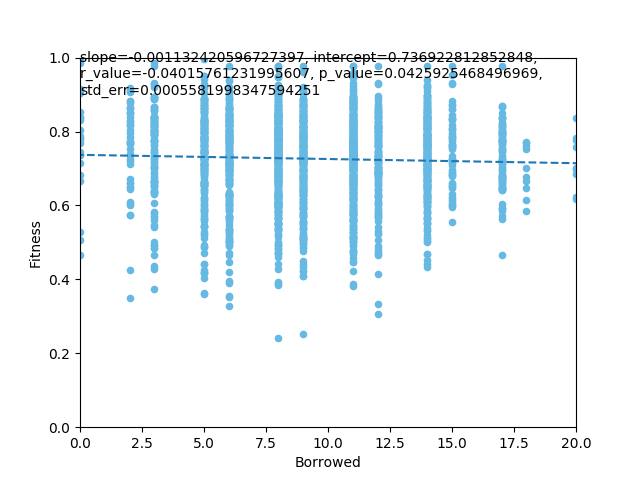 slope=-0.001132420596727397, intercept=0.736922812852848,
r_value=-0.04015761231995607, p_value=0.0425925468496969,
std_err=0.0005581998347594251
1.0
0.8
0.6
0.4
0.2
0.0
Fitness
0.0 2.5 5.0 7.5 10.0 12.5 15.0 17.5 20.0
Borrowed